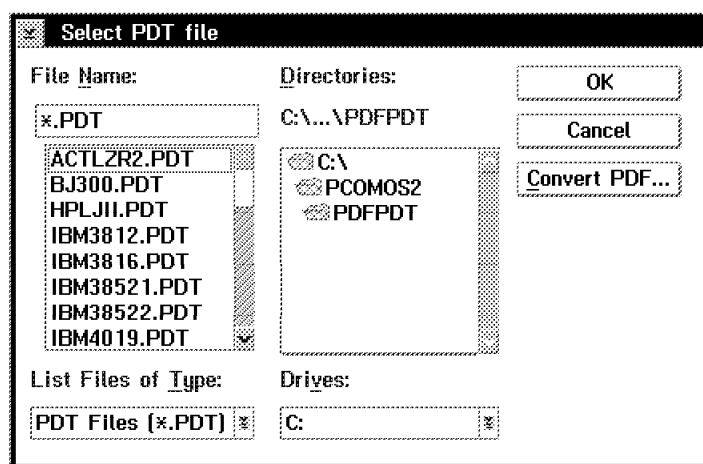 Select PDT file
File Name:
*.PDT
ACTLZR2.PDT
BJ300.PDT
HPLJII.PDT
IBM3812.PDT
IBM3816.PDT
IBM38521.PDT
IBM38522.PDT
IBM4019.PDT
List Files of Type:
PDT Files (*.PDT)
Directories:
C:\...\PDFPDT
C:\
PCOMOS2
PDFPDT
Drives:
C:
OK
Cancel
Convert PDF...